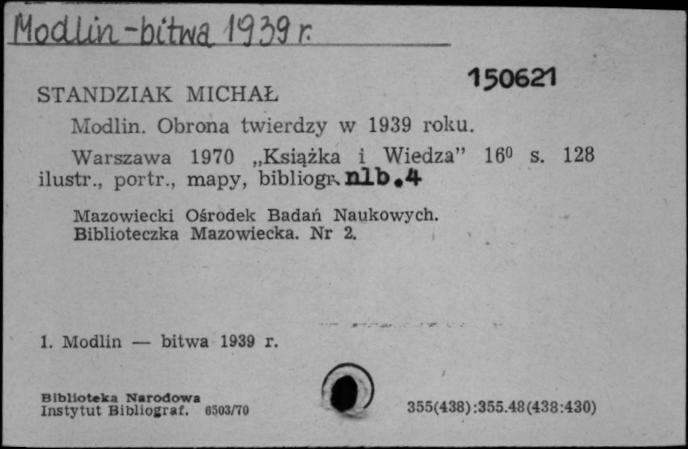 Modlin-bitwa 1939 r.
150621
STANDZIAK MICHAŁ
Modlin. Obrona twierdzy w 1939 roku.
Warszawa 1970 „Książka i Wiedza” 16⁰ s. 128
ilustr., portr., mapy, bibliogr. nlb.4
Mazowiecki Ośrodek Badań Naukowych.
Biblioteczka Mazowiecka. Nr 2.
1. Modlin — bitwa 1939 r.
Biblioteka Narodowa
Instytut Bibliograf. 6503/70
355(438):355.48(438:430)